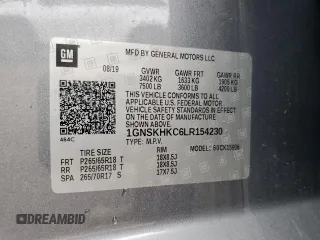 GM
MFD BY GENERAL MOTORS LLC
08/19
GVWR GAWR FRT GAWR RR
3402 KG 1633 KG 1905 KG
7500 LB 3600 LB 4200 LB
THIS VEHICLE CONFORMS TO ALL APPLICABLE
U.S. FEDERAL MOTOR VEHICLE SAFETY
STANDARDS IN EFFECT ON THE DATE OF
MANUFACTURE SHOWN ABOVE.
1GNSKHKC6LR154230
464C
TYPE: M.P.V. MODEL:
TIRE SIZE RIM
FRT P265/65R18 T 18X8.5J
RR P265/65R18 T 18X8.5J
SPA 265/70R17 S 17X7.5J
DREAMBID